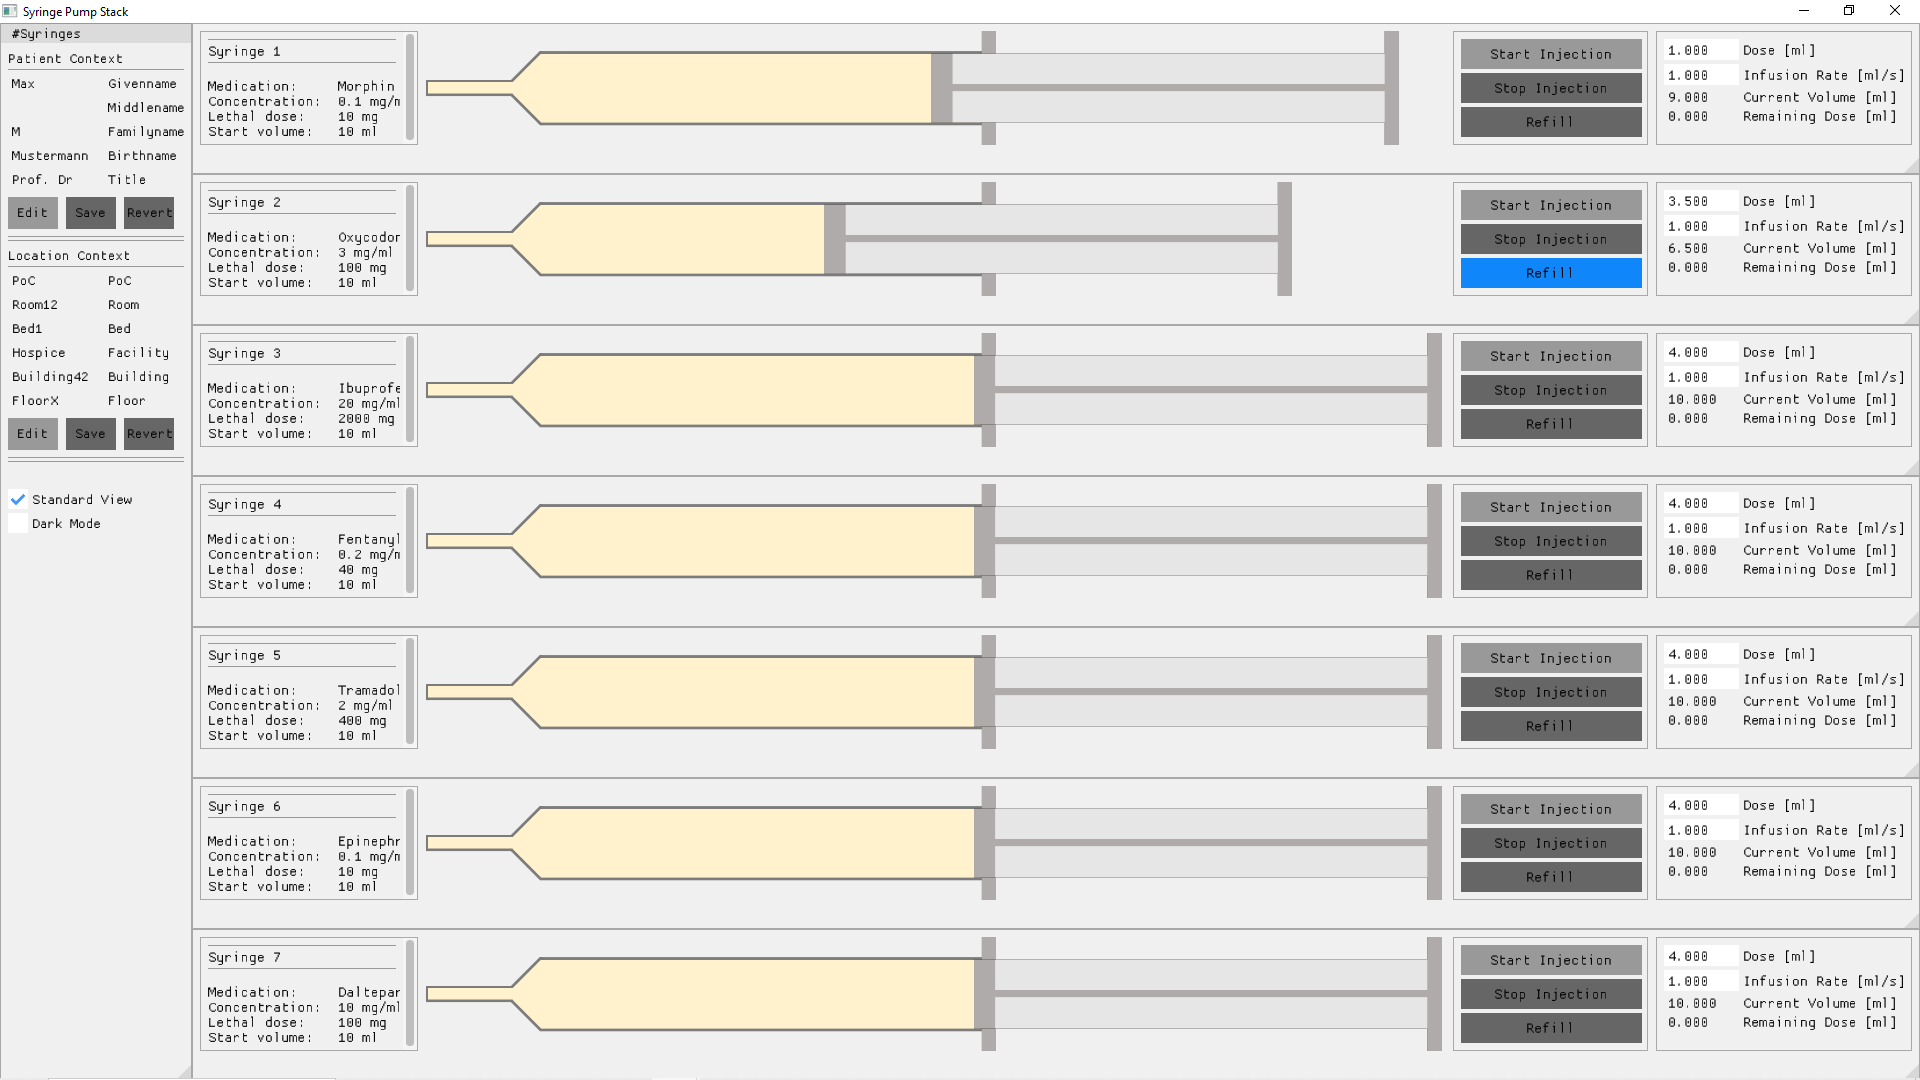 Syringe Pump Stack
#Syringes
Patient Context
Max Givenname
Middlename
M Familyname
Mustermann Birthname
Prof. Dr Title
Edit Save Revert
Location Context
PoC PoC
Room12 Room
Bed1 Bed
Hospice Facility
Building42 Building
FloorX Floor
Edit Save Revert
Standard View
Dark Mode
Syringe 1
Medication: Morphin
Concentration: 0.1 mg/m
Lethal dose: 10 mg
Start volume: 10 ml
Start Injection
Stop Injection
Refill
1.000 Dose [ml]
1.000 Infusion Rate [ml/s]
9.000 Current Volume [ml]
0.000 Remaining Dose [ml]
Syringe 2
Medication: Oxycodor
Concentration: 3 mg/ml
Lethal dose: 100 mg
Start volume: 10 ml
Start Injection
Stop Injection
Refill
3.500 Dose [ml]
1.000 Infusion Rate [ml/s]
6.500 Current Volume [ml]
0.000 Remaining Dose [ml]
Syringe 3
Medication: Ibuprofe
Concentration: 20 mg/ml
Lethal dose: 2000 mg
Start volume: 10 ml
Start Injection
Stop Injection
Refill
4.000 Dose [ml]
1.000 Infusion Rate [ml/s]
10.000 Current Volume [ml]
0.000 Remaining Dose [ml]
Syringe 4
Medication: Fentanyl
Concentration: 0.2 mg/m
Lethal dose: 40 mg
Start volume: 10 ml
Start Injection
Stop Injection
Refill
4.000 Dose [ml]
1.000 Infusion Rate [ml/s]
10.000 Current Volume [ml]
0.000 Remaining Dose [ml]
Syringe 5
Medication: Tramadol
Concentration: 2 mg/ml
Lethal dose: 400 mg
Start volume: 10 ml
Start Injection
Stop Injection
Refill
4.000 Dose [ml]
1.000 Infusion Rate [ml/s]
10.000 Current Volume [ml]
0.000 Remaining Dose [ml]
Syringe 6
Medication: Epinephr
Concentration: 0.1 mg/m
Lethal dose: 10 mg
Start volume: 10 ml
Start Injection
Stop Injection
Refill
4.000 Dose [ml]
1.000 Infusion Rate [ml/s]
10.000 Current Volume [ml]
0.000 Remaining Dose [ml]
Syringe 7
Medication: Daltepar
Concentration: 10 mg/ml
Lethal dose: 100 mg
Start volume: 10 ml
Start Injection
Stop Injection
Refill
4.000 Dose [ml]
1.000 Infusion Rate [ml/s]
10.000 Current Volume [ml]
0.000 Remaining Dose [ml]